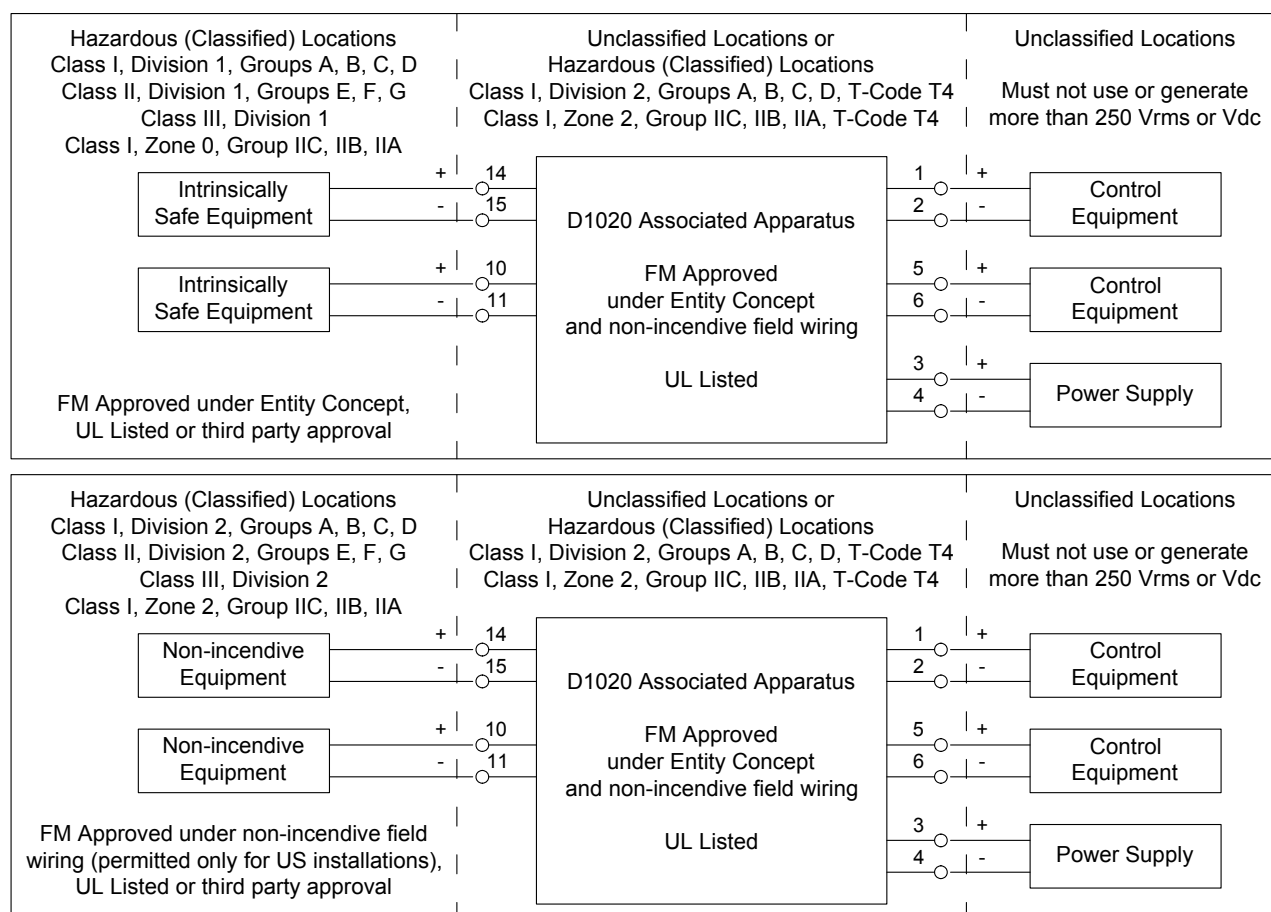 Hazardous (Classified) Locations
Class I, Division 1, Groups A, B, C, D
Class II, Division 1, Groups E, F, G
Class III, Division 1
Class I, Zone 0, Group IIC, IIB, IIA
Unclassified Locations or
Hazardous (Classified) Locations
Class I, Division 2, Groups A, B, C, D, T-Code T4
Class I, Zone 2, Group IIC, IIB, IIA, T-Code T4
Unclassified Locations
Must not use or generate
more than 250 Vrms or Vdc
Intrinsically
Safe Equipment
+ 14
- 15
Intrinsically
Safe Equipment
+ 10
- 11
FM Approved under Entity Concept,
UL Listed or third party approval
D1020 Associated Apparatus
FM Approved
under Entity Concept
and non-incendive field wiring
UL Listed
1 +
2 -
Control
Equipment
5 +
6 -
Control
Equipment
3 +
4 -
Power Supply
Hazardous (Classified) Locations
Class I, Division 2, Groups A, B, C, D
Class II, Division 2, Groups E, F, G
Class III, Division 2
Class I, Zone 2, Group IIC, IIB, IIA
Unclassified Locations or
Hazardous (Classified) Locations
Class I, Division 2, Groups A, B, C, D, T-Code T4
Class I, Zone 2, Group IIC, IIB, IIA, T-Code T4
Unclassified Locations
Must not use or generate
more than 250 Vrms or Vdc
Non-incendive
Equipment
+ 14
- 15
Non-incendive
Equipment
+ 10
- 11
FM Approved under non-incendive field
wiring (permitted only for US installations),
UL Listed or third party approval
D1020 Associated Apparatus
FM Approved
under Entity Concept
and non-incendive field wiring
UL Listed
1 +
2 -
Control
Equipment
5 +
6 -
Control
Equipment
3 +
4 -
Power Supply